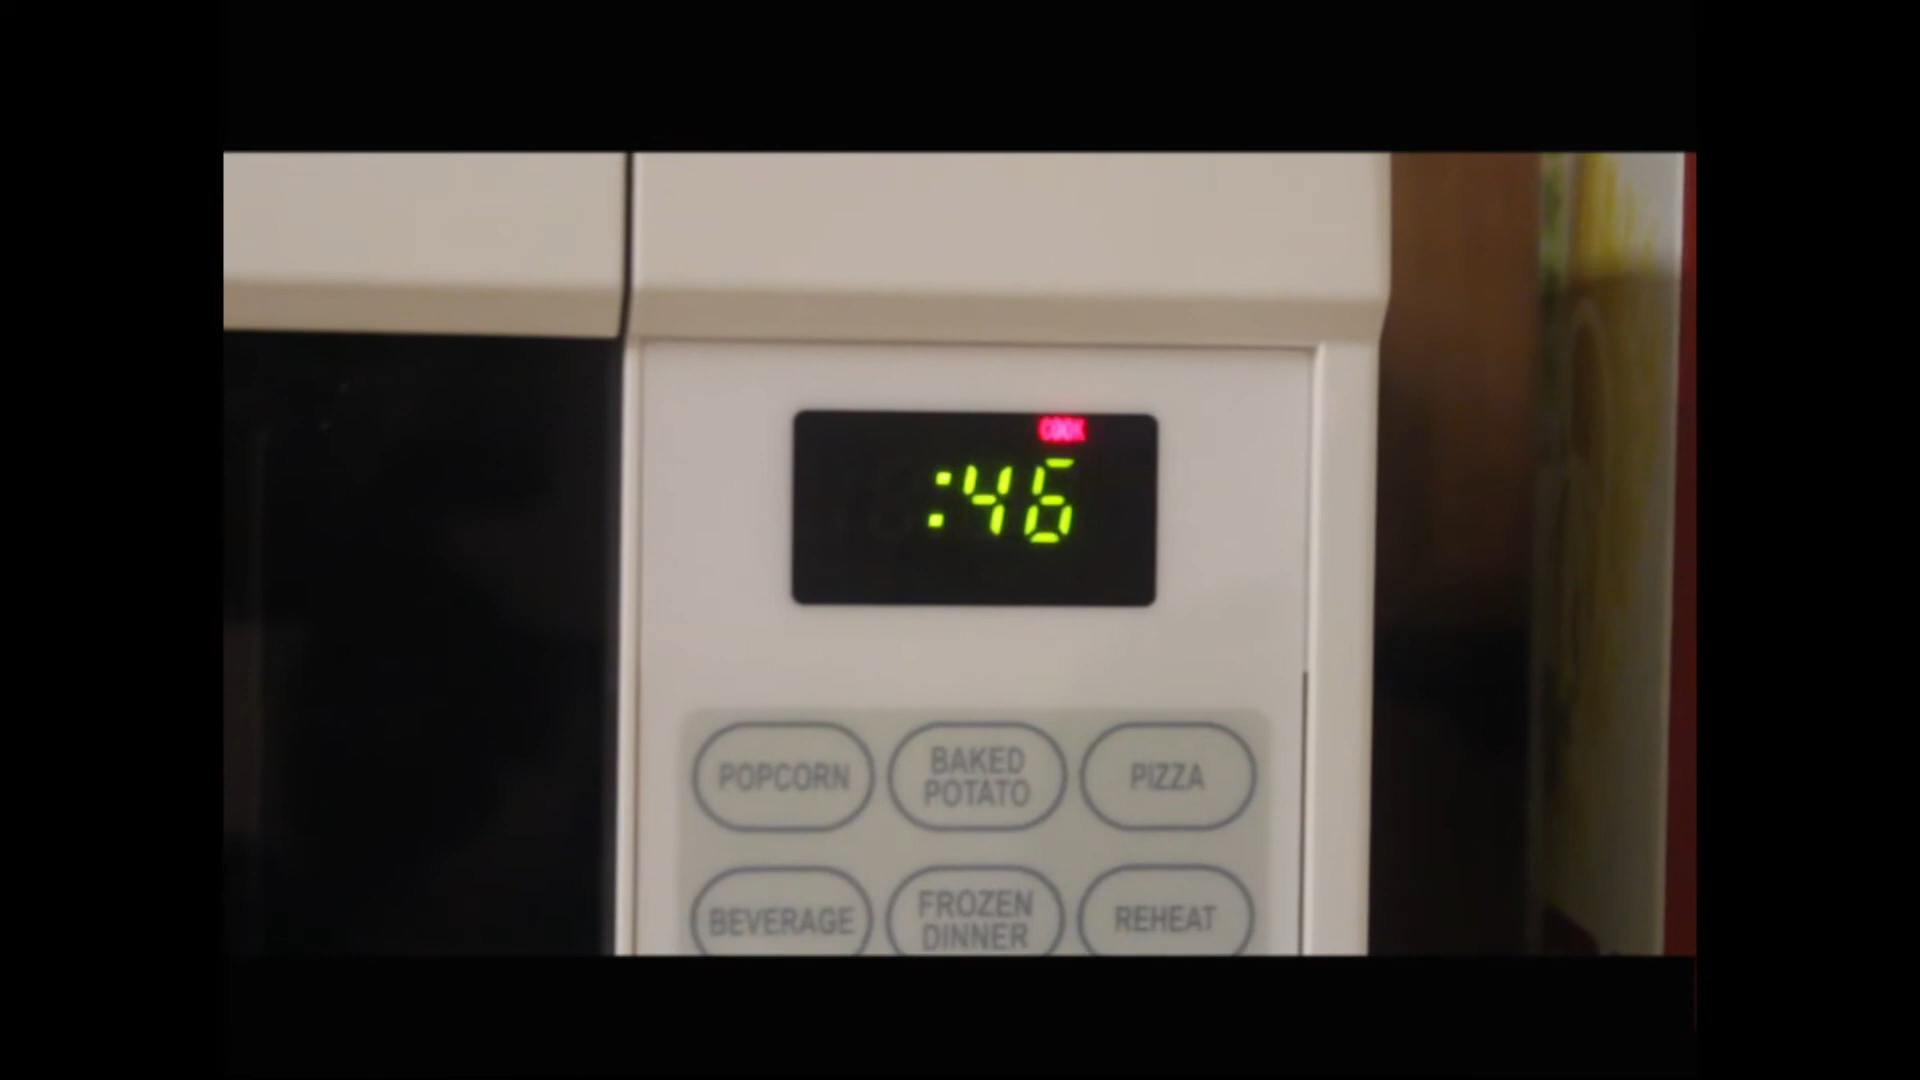 COOK
:46
POPCORN
BAKED
POTATO
PIZZA
BEVERAGE
FROZEN
DINNER
REHEAT